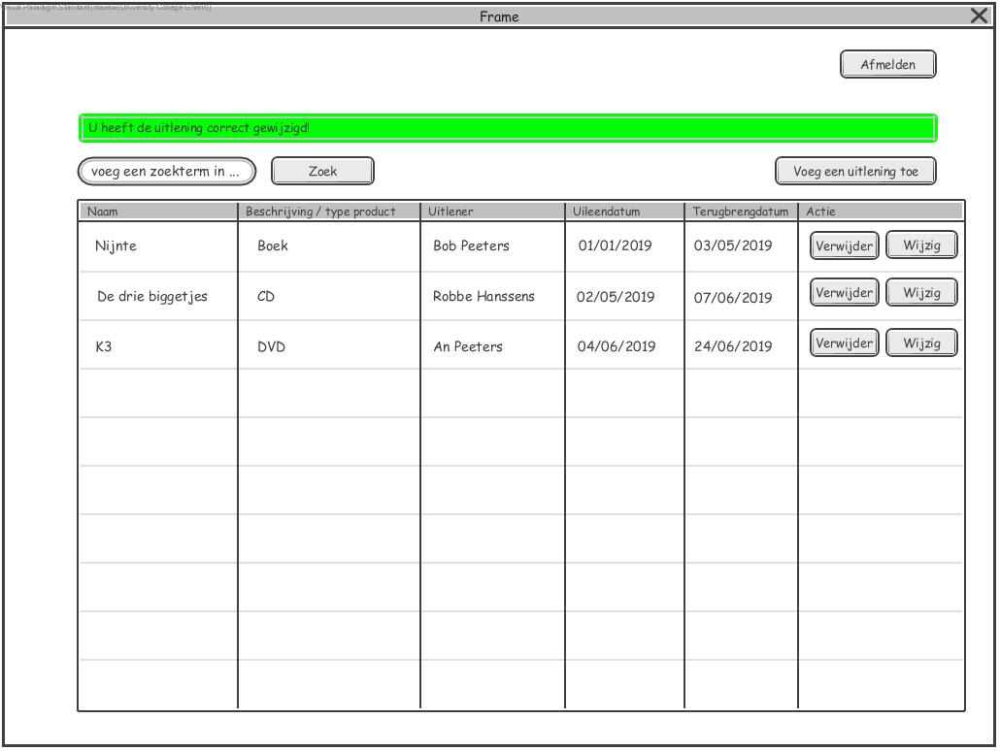 Visual Paradigm Standard(maesw(University College Ghent))
Frame
Afmelden
U heeft de uitlening correct gewijzigd!
voeg een zoekterm in ... Zoek Voeg een uitlening toe
Naam Beschrijving / type product Uitlener Uileendatum Terugbrengdatum Actie
Nijnte Boek Bob Peeters 01/01/2019 03/05/2019 Verwijder Wijzig
De drie biggetjes CD Robbe Hanssens 02/05/2019 07/06/2019 Verwijder Wijzig
K3 DVD An Peeters 04/06/2019 24/06/2019 Verwijder Wijzig